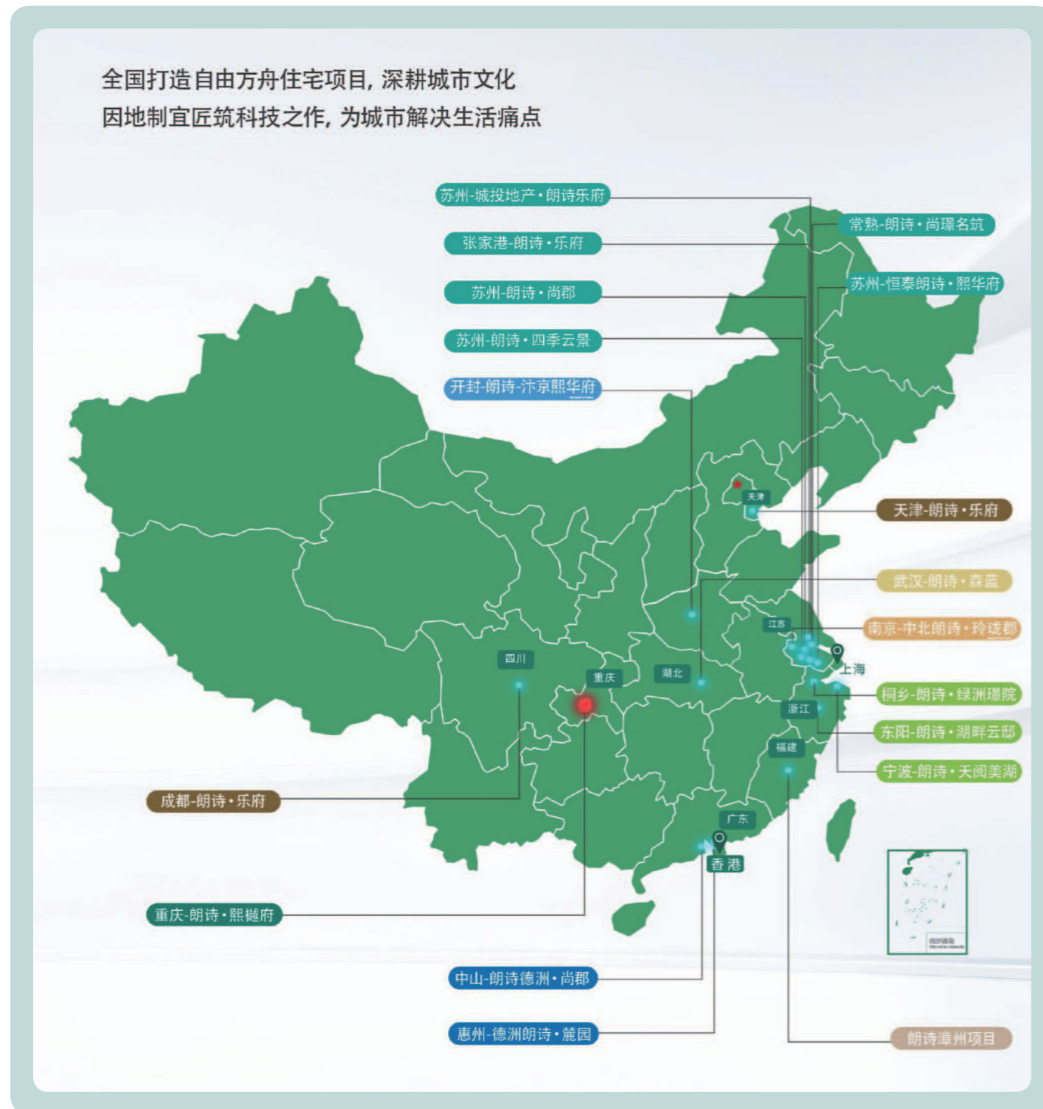 全国打造自由方舟住宅项目, 深耕城市文化
因地制宜匠筑科技之作, 为城市解决生活痛点
苏州-城投地产•朗诗乐府
常熟-朗诗•尚璟名筑
张家港-朗诗•乐府
苏州-恒泰朗诗•熙华府
苏州-朗诗•尚郡
苏州-朗诗•四季云景
开封-朗诗-汴京熙华府
天津
天津-朗诗•乐府
武汉-朗诗•森蓝
江苏
南京-中北朗诗•玲珑郡
上海
四川
重庆
湖北
桐乡-朗诗•绿洲璟院
浙江
东阳-朗诗•湖畔云邸
福建
宁波-朗诗•天阅美湖
成都-朗诗•乐府
广东
香港
重庆-朗诗•熙樾府
中山-朗诗德洲•尚郡
惠州-德洲朗诗•麓园
朗诗漳州项目